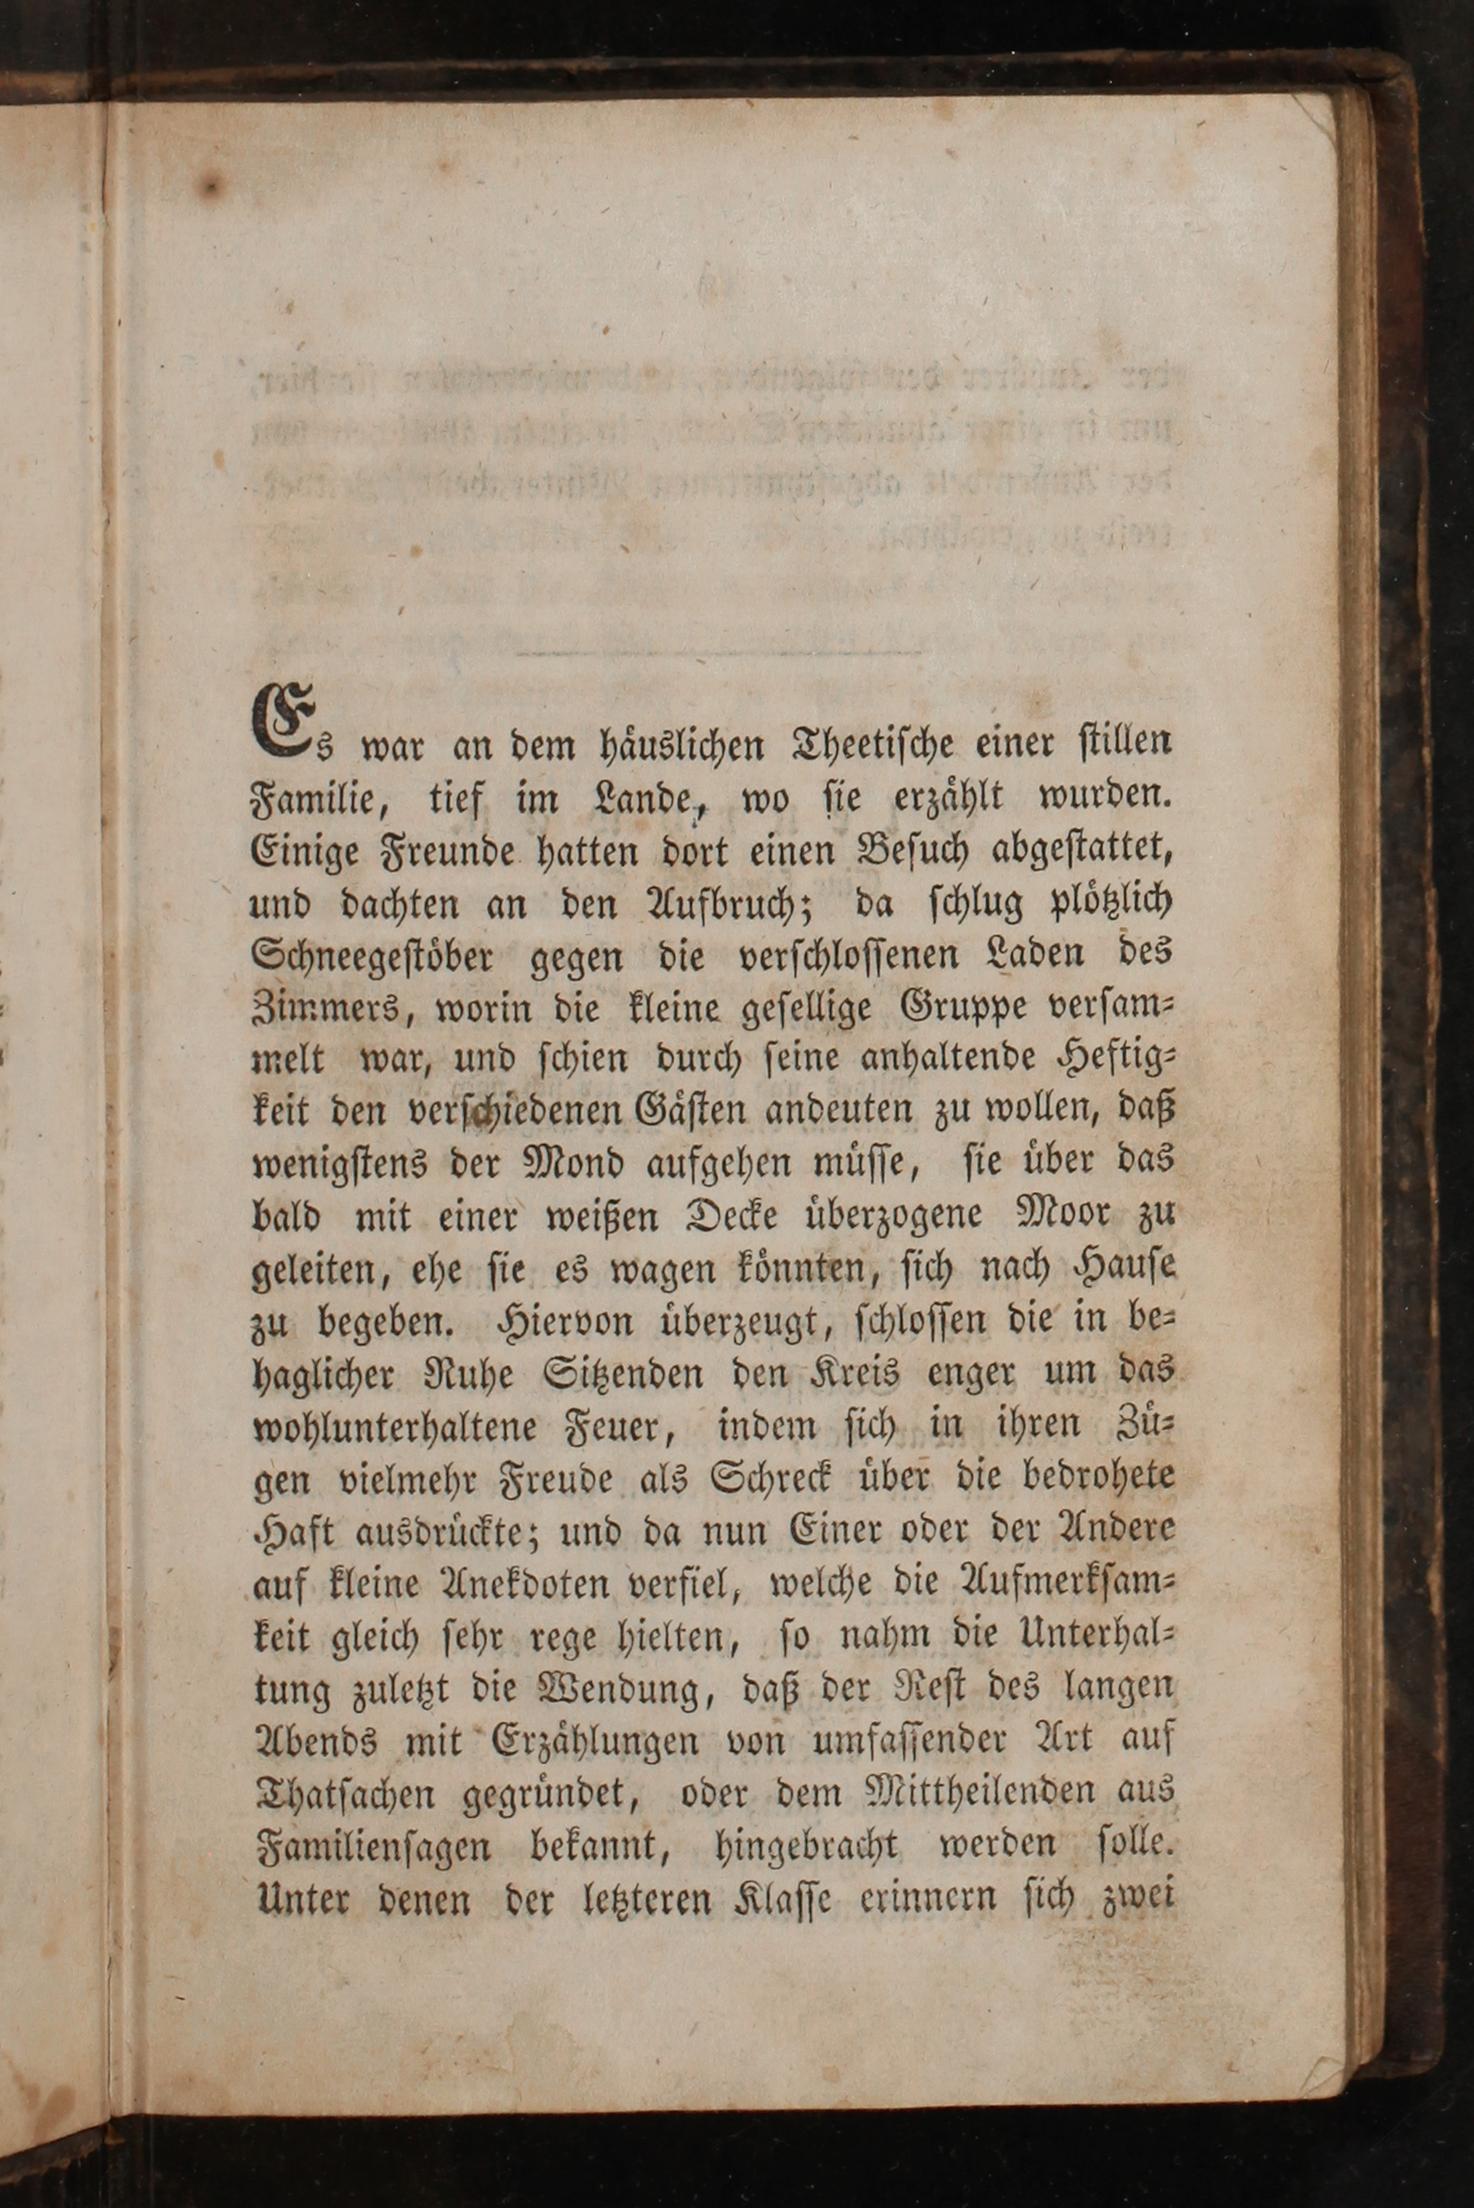 Es war an dem häuslichen Theetiſche einer ſtillen
Familie, tief im Lande, wo ſie erzählt wurden.
Einige Freunde hatten dort einen Beſuch abgeſtattet,
und dachten an den Aufbruch; da ſchlug plötzlich
Schneegeſtöber gegen die verſchloſſenen Laden des
Zimmers, worin die kleine geſellige Gruppe verſam⸗
melt war, und ſchien durch ſeine anhaltende Heftig⸗
keit den verſchiedenen Gäſten andeuten zu wollen, daß
wenigſtens der Mond aufgehen müſſe, ſie über das
bald mit einer weißen Decke überzogene Moor zu
geleiten, ehe ſie es wagen könnten, ſich nach Hauſe
zu begeben. Hiervon überzeugt, ſchloſſen die in be⸗
haglicher Ruhe Sitzenden den Kreis enger um das
wohlunterhaltene Feuer, indem ſich in ihren Zü⸗
gen vielmehr Freude als Schreck über die bedrohete
Haft ausdrückte; und da nun Einer oder der Andere
auf kleine Anekdoten verfiel, welche die Aufmerkſam⸗
keit gleich ſehr rege hielten, ſo nahm die Unterhal⸗
tung zuletzt die Wendung, daß der Reſt des langen
Abends mit Erzählungen von umfaſſender Art auf
Thatſachen gegründet, oder dem Mittheilenden aus
Familienſagen bekannt, hingebracht werden ſolle.
Unter denen der letzteren Klaſſe erinnern ſich zwei